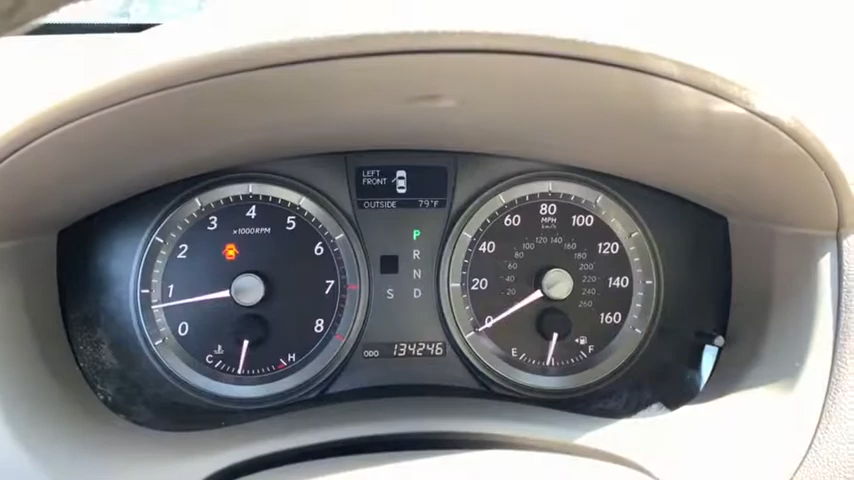 LEFT
FRONT
OUTSIDE 79°F
0 1 2 3 4 5 6 7 8
x1000RPM
C H
P
R
N
S D
ODO 134246
0 20 40 60 80 100 120 140 160
MPH
km/h
20 40 60 80 100 120 140 160 180 200 220 240 260
E F